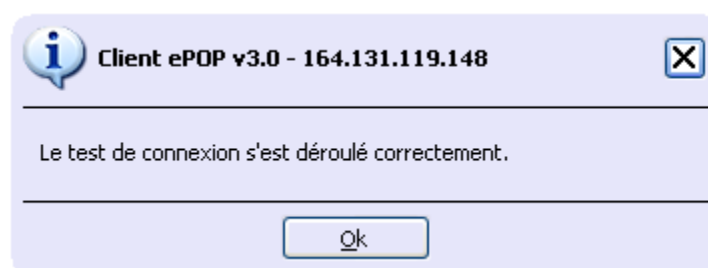 Client ePOP v3.0 - 164.131.119.148
Le test de connexion s'est déroulé correctement.
Ok